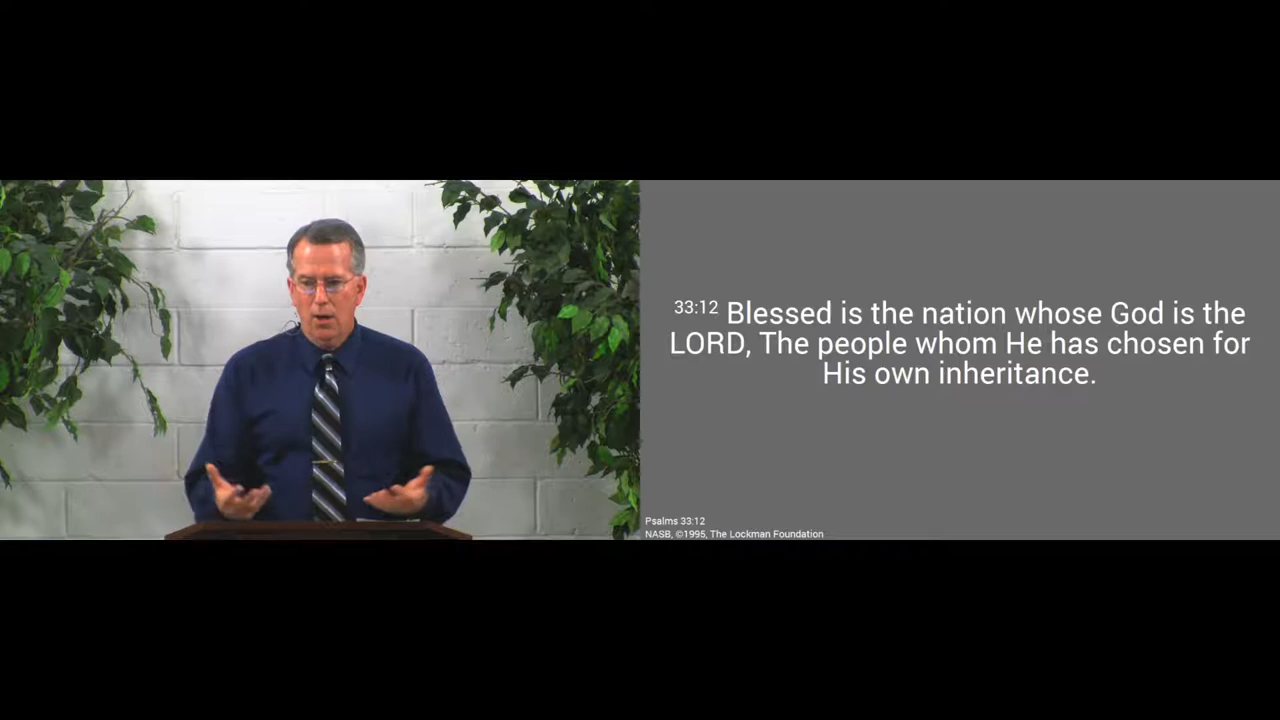 33:12 Blessed is the nation whose God is the
LORD, The people whom He has chosen for
His own inheritance.
Psalms 33:12
NASB, ©1995, The Lockman Foundation